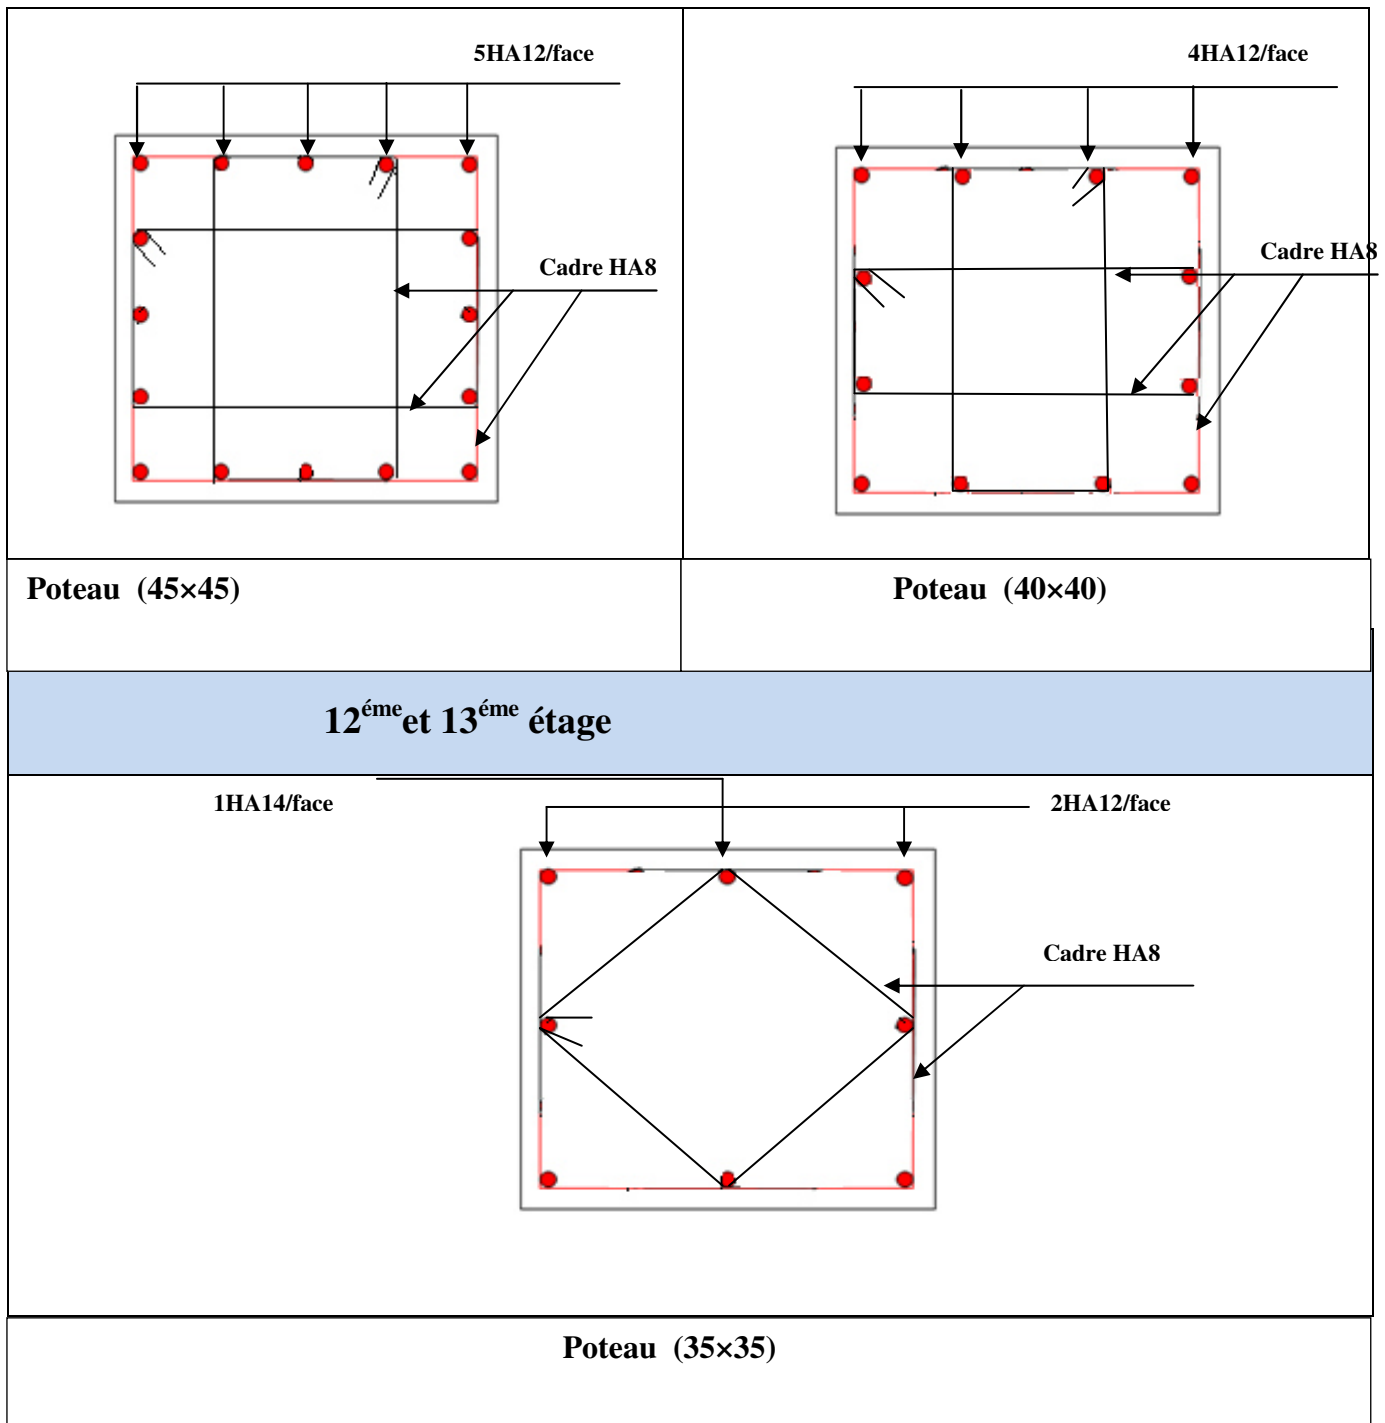 5HA12/face
4HA12/face
Cadre HA8
Cadre HA8
Poteau (45×45)
Poteau (40×40)
12éme et 13éme étage
1HA14/face
2HA12/face
Cadre HA8
Poteau (35×35)